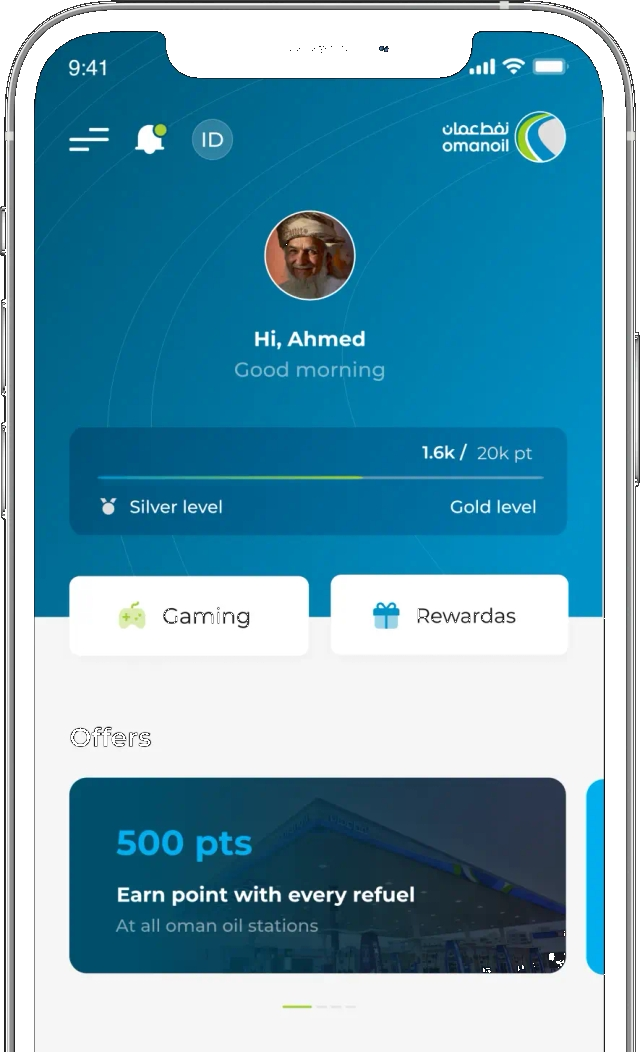 9:41
ID
نفط عمان
omanoil
Hi, Ahmed
Good morning
1.6k / 20k pt
Silver level
Gold level
Gaming
Rewardas
Offers
500 pts
Earn point with every refuel
At all oman oil stations